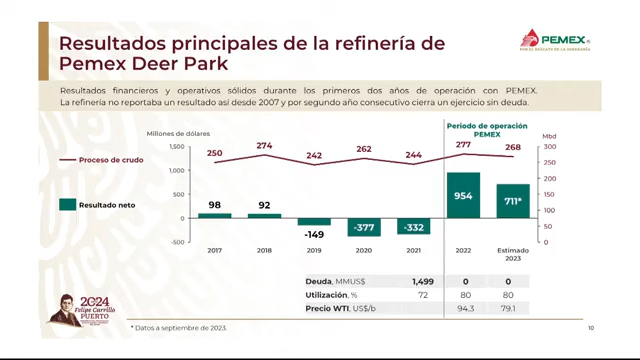 Resultados principales de la refinería de
Pemex Deer Park
PEMEX
POR EL RESCATE DE LA SOBERANÍA
Resultados financieros y operativos sólidos durante los primeros dos años de operación con PEMEX.
La refinería no reportaba un resultado así desde 2007 y por segundo año consecutivo cierra un ejercicio sin deuda.
Periodo de operación
PEMEX
Millones de dólares
Mbd
1,500
1,000
500
0
-500
300
250
200
150
100
50
0
Proceso de crudo
250 274 242 262 244 277 268
Resultado neto
98 92 -149 -377 -332 954 711*
2017 2018 2019 2020 2021 2022 Estimado
2023
Deuda, MMUS$ 1,499 0 0
Utilización, % 72 80 80
Precio WTI, US$/b 94.3 79.1
2024
Felipe Carrillo
PUERTO
* Datos a septiembre de 2023.
10